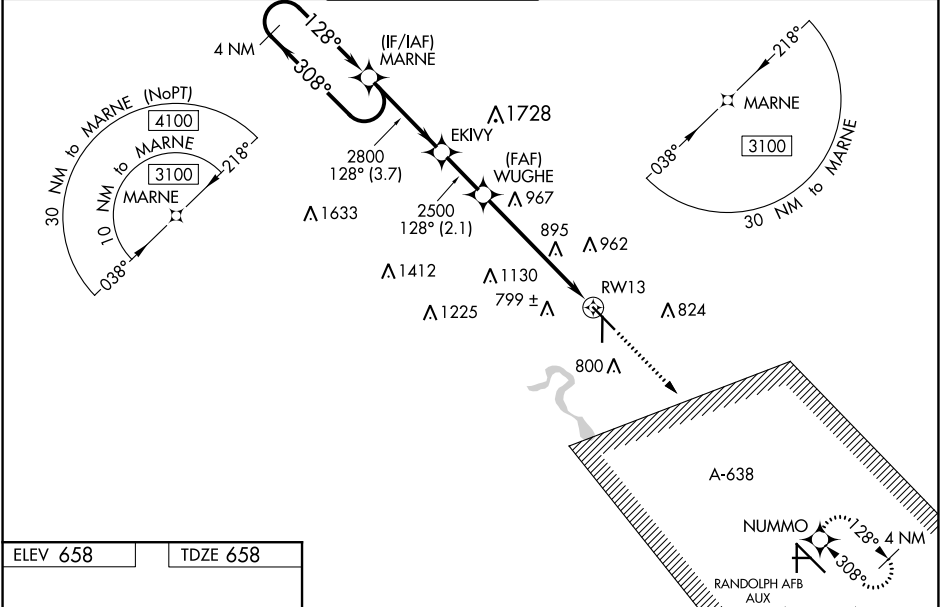 128°
4 NM
308°
(IF/IAF)
MARNE
2800
128° (3.7)
EKIVY
1728
2500
128° (2.1)
(FAF)
WUGHE
967
1633
895
962
1412
1130
799 ±
1225
RW13
824
800
30 NM to MARNE (NoPT)
4100
10 NM to MARNE
3100
218°
MARNE
038°
218°
MARNE
3100
038°
30 NM to MARNE
A-638
NUMMO
128°
4 NM
308°
RANDOLPH AFB
AUX
ELEV 658
TDZE 658